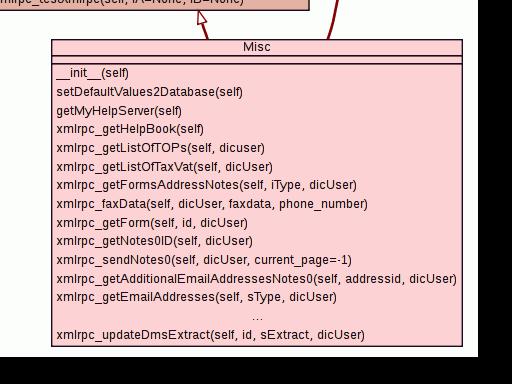 xmlrpc_testXmlrpc(self, iA=None, iB=None)
Misc
__init__(self)
setDefaultValues2Database(self)
getMyHelpServer(self)
xmlrpc_getHelpBook(self)
xmlrpc_getListOfTOPs(self, dicuser)
xmlrpc_getListOfTaxVat(self, dicUser)
xmlrpc_getFormsAddressNotes(self, iType, dicUser)
xmlrpc_faxData(self, dicUser, faxdata, phone_number)
xmlrpc_getForm(self, id, dicUser)
xmlrpc_getNotes0ID(self, dicUser)
xmlrpc_sendNotes0(self, dicUser, current_page=-1)
xmlrpc_getAdditionalEmailAddressesNotes0(self, addressid, dicUser)
xmlrpc_getEmailAddresses(self, sType, dicUser)
...
xmlrpc_updateDmsExtract(self, id, sExtract, dicUser)